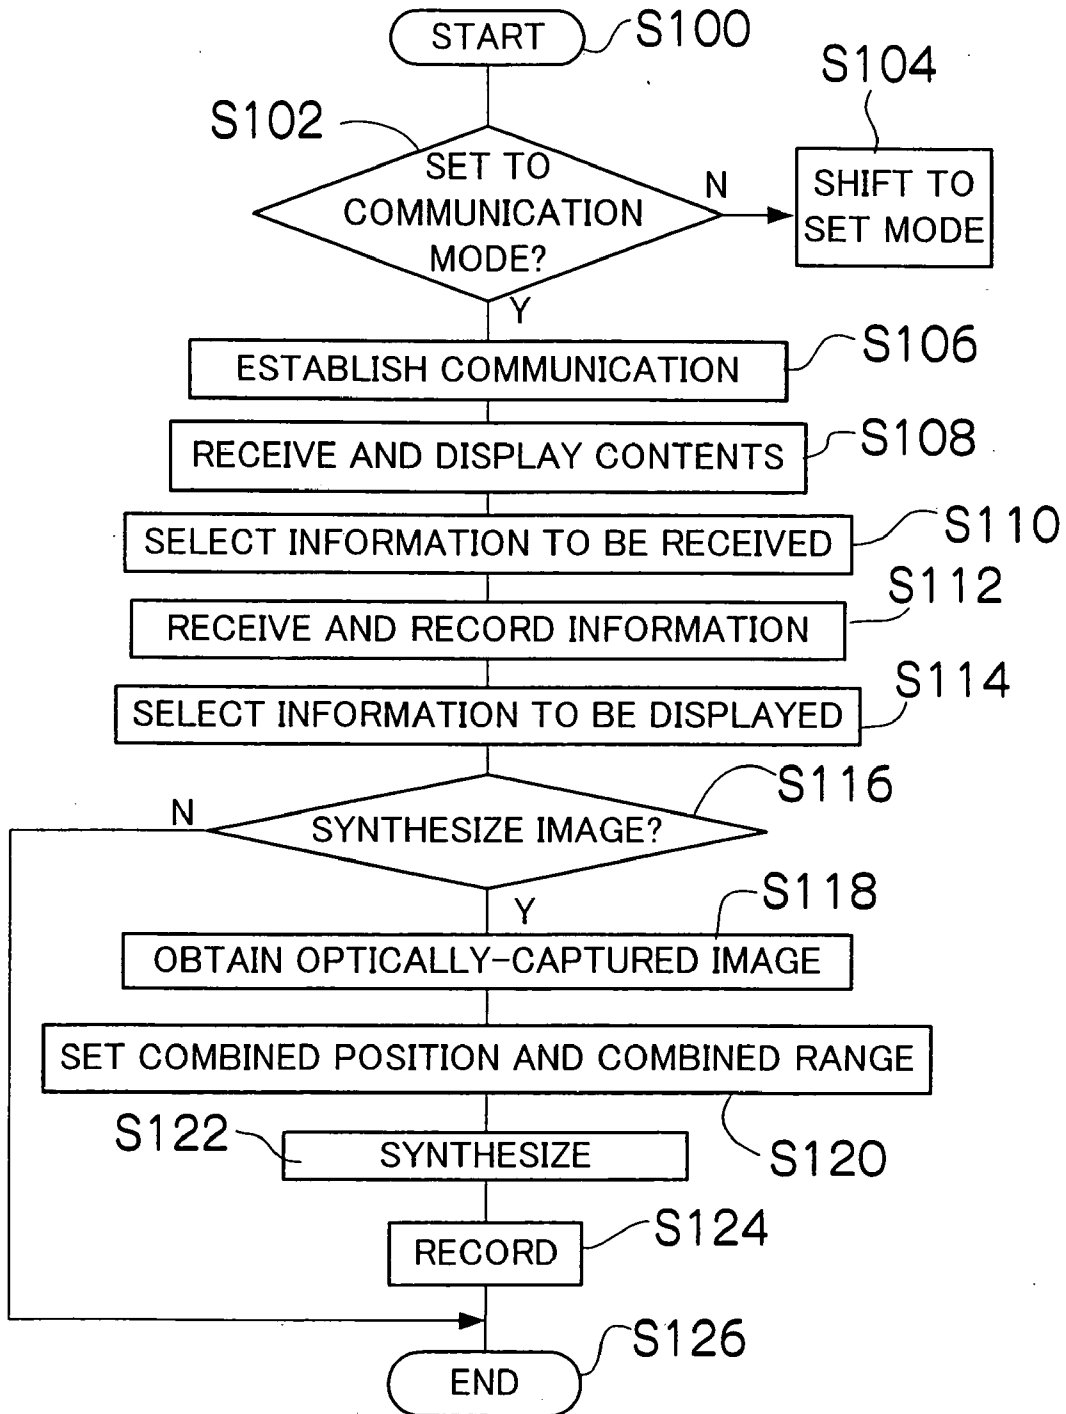 START
S100
S104
S102
SET TO
COMMUNICATION
MODE?
N
SHIFT TO
SET MODE
Y
S106
ESTABLISH COMMUNICATION
S108
RECEIVE AND DISPLAY CONTENTS
S110
SELECT INFORMATION TO BE RECEIVED
S112
RECEIVE AND RECORD INFORMATION
S114
SELECT INFORMATION TO BE DISPLAYED
S116
N
SYNTHESIZE IMAGE?
Y
S118
OBTAIN OPTICALLY-CAPTURED IMAGE
SET COMBINED POSITION AND COMBINED RANGE
S122
SYNTHESIZE
S120
S124
RECORD
S126
END